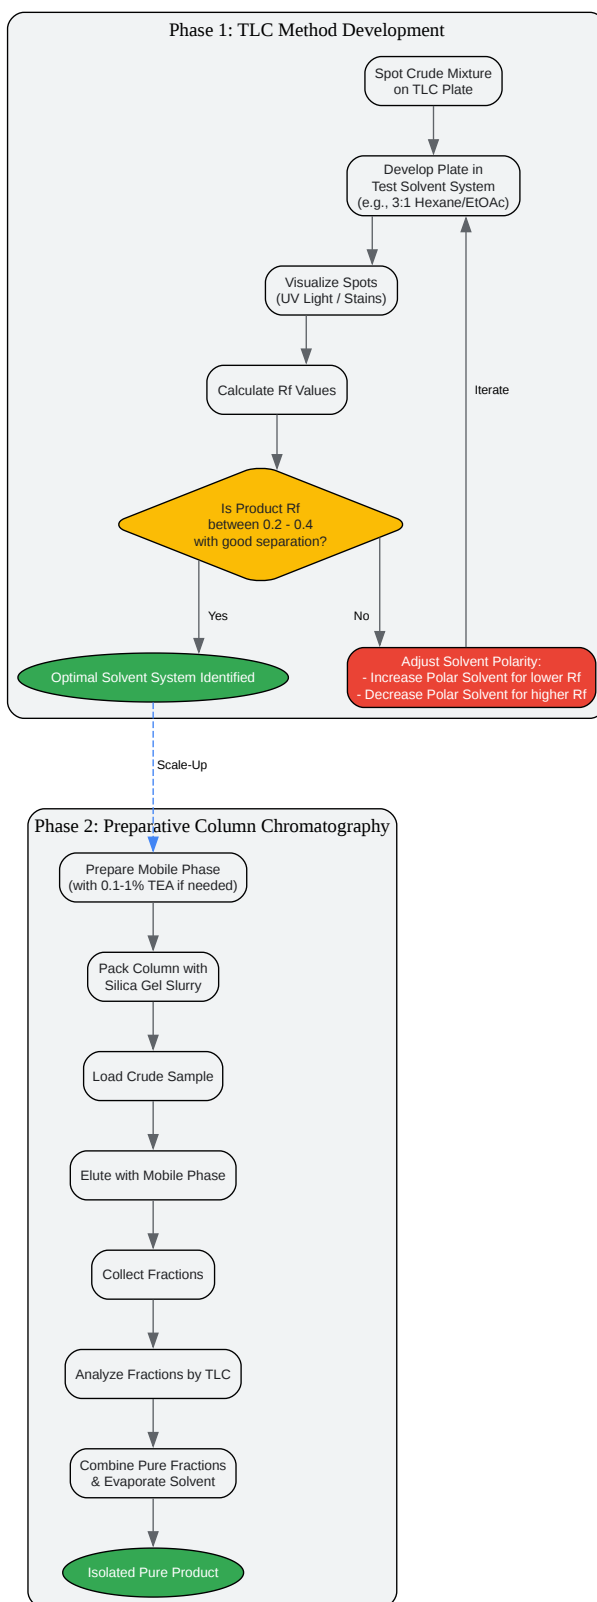 Phase 1: TLC Method Development
Spot Crude Mixture
on TLC Plate
Develop Plate in
Test Solvent System
(e.g., 3:1 Hexane/EtOAc)
Visualize Spots
(UV Light / Stains)
Calculate Rf Values
Iterate
Is Product Rf
between 0.2 - 0.4
with good separation?
Yes
No
Optimal Solvent System Identified
Adjust Solvent Polarity:
- Increase Polar Solvent for lower Rf
- Decrease Polar Solvent for higher Rf
Scale-Up
Phase 2: Preparative Column Chromatography
Prepare Mobile Phase
(with 0.1-1% TEA if needed)
Pack Column with
Silica Gel Slurry
Load Crude Sample
Elute with Mobile Phase
Collect Fractions
Analyze Fractions by TLC
Combine Pure Fractions
& Evaporate Solvent
Isolated Pure Product